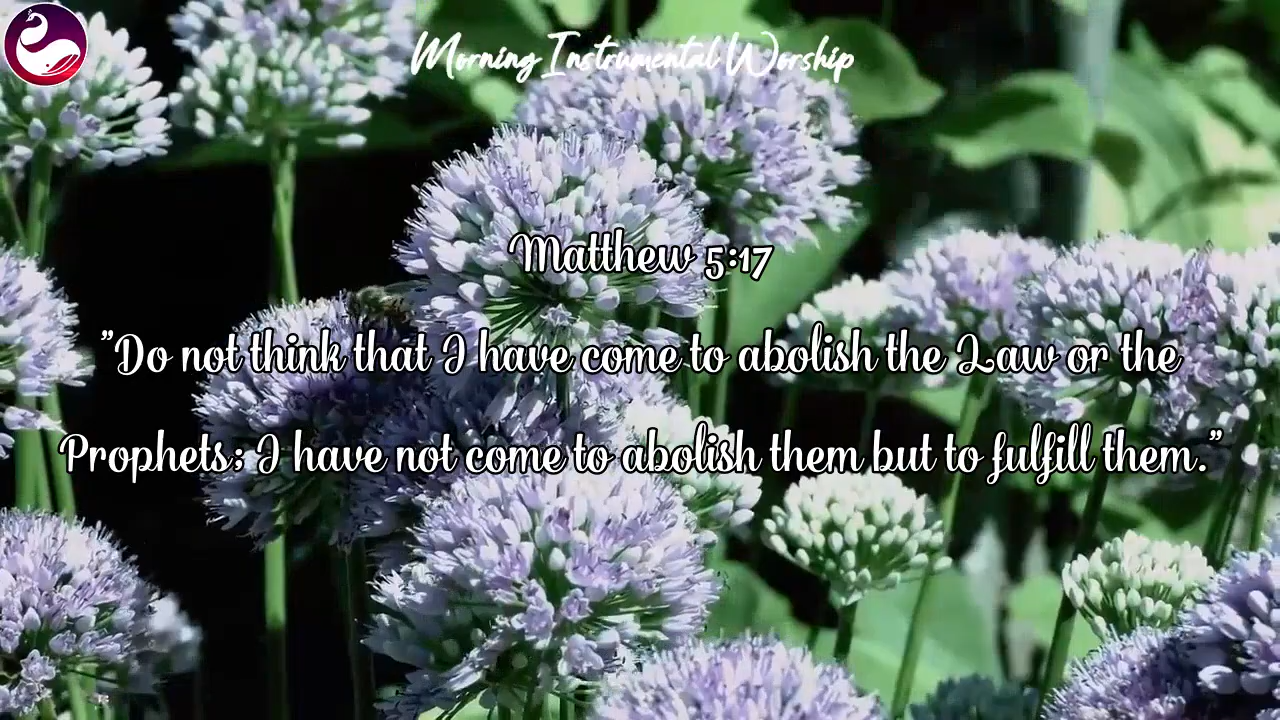 Morning Instrumental Worship
Matthew 5:17
"Do not think that I have come to abolish the Law or the
Prophets; I have not come to abolish them but to fulfill them."